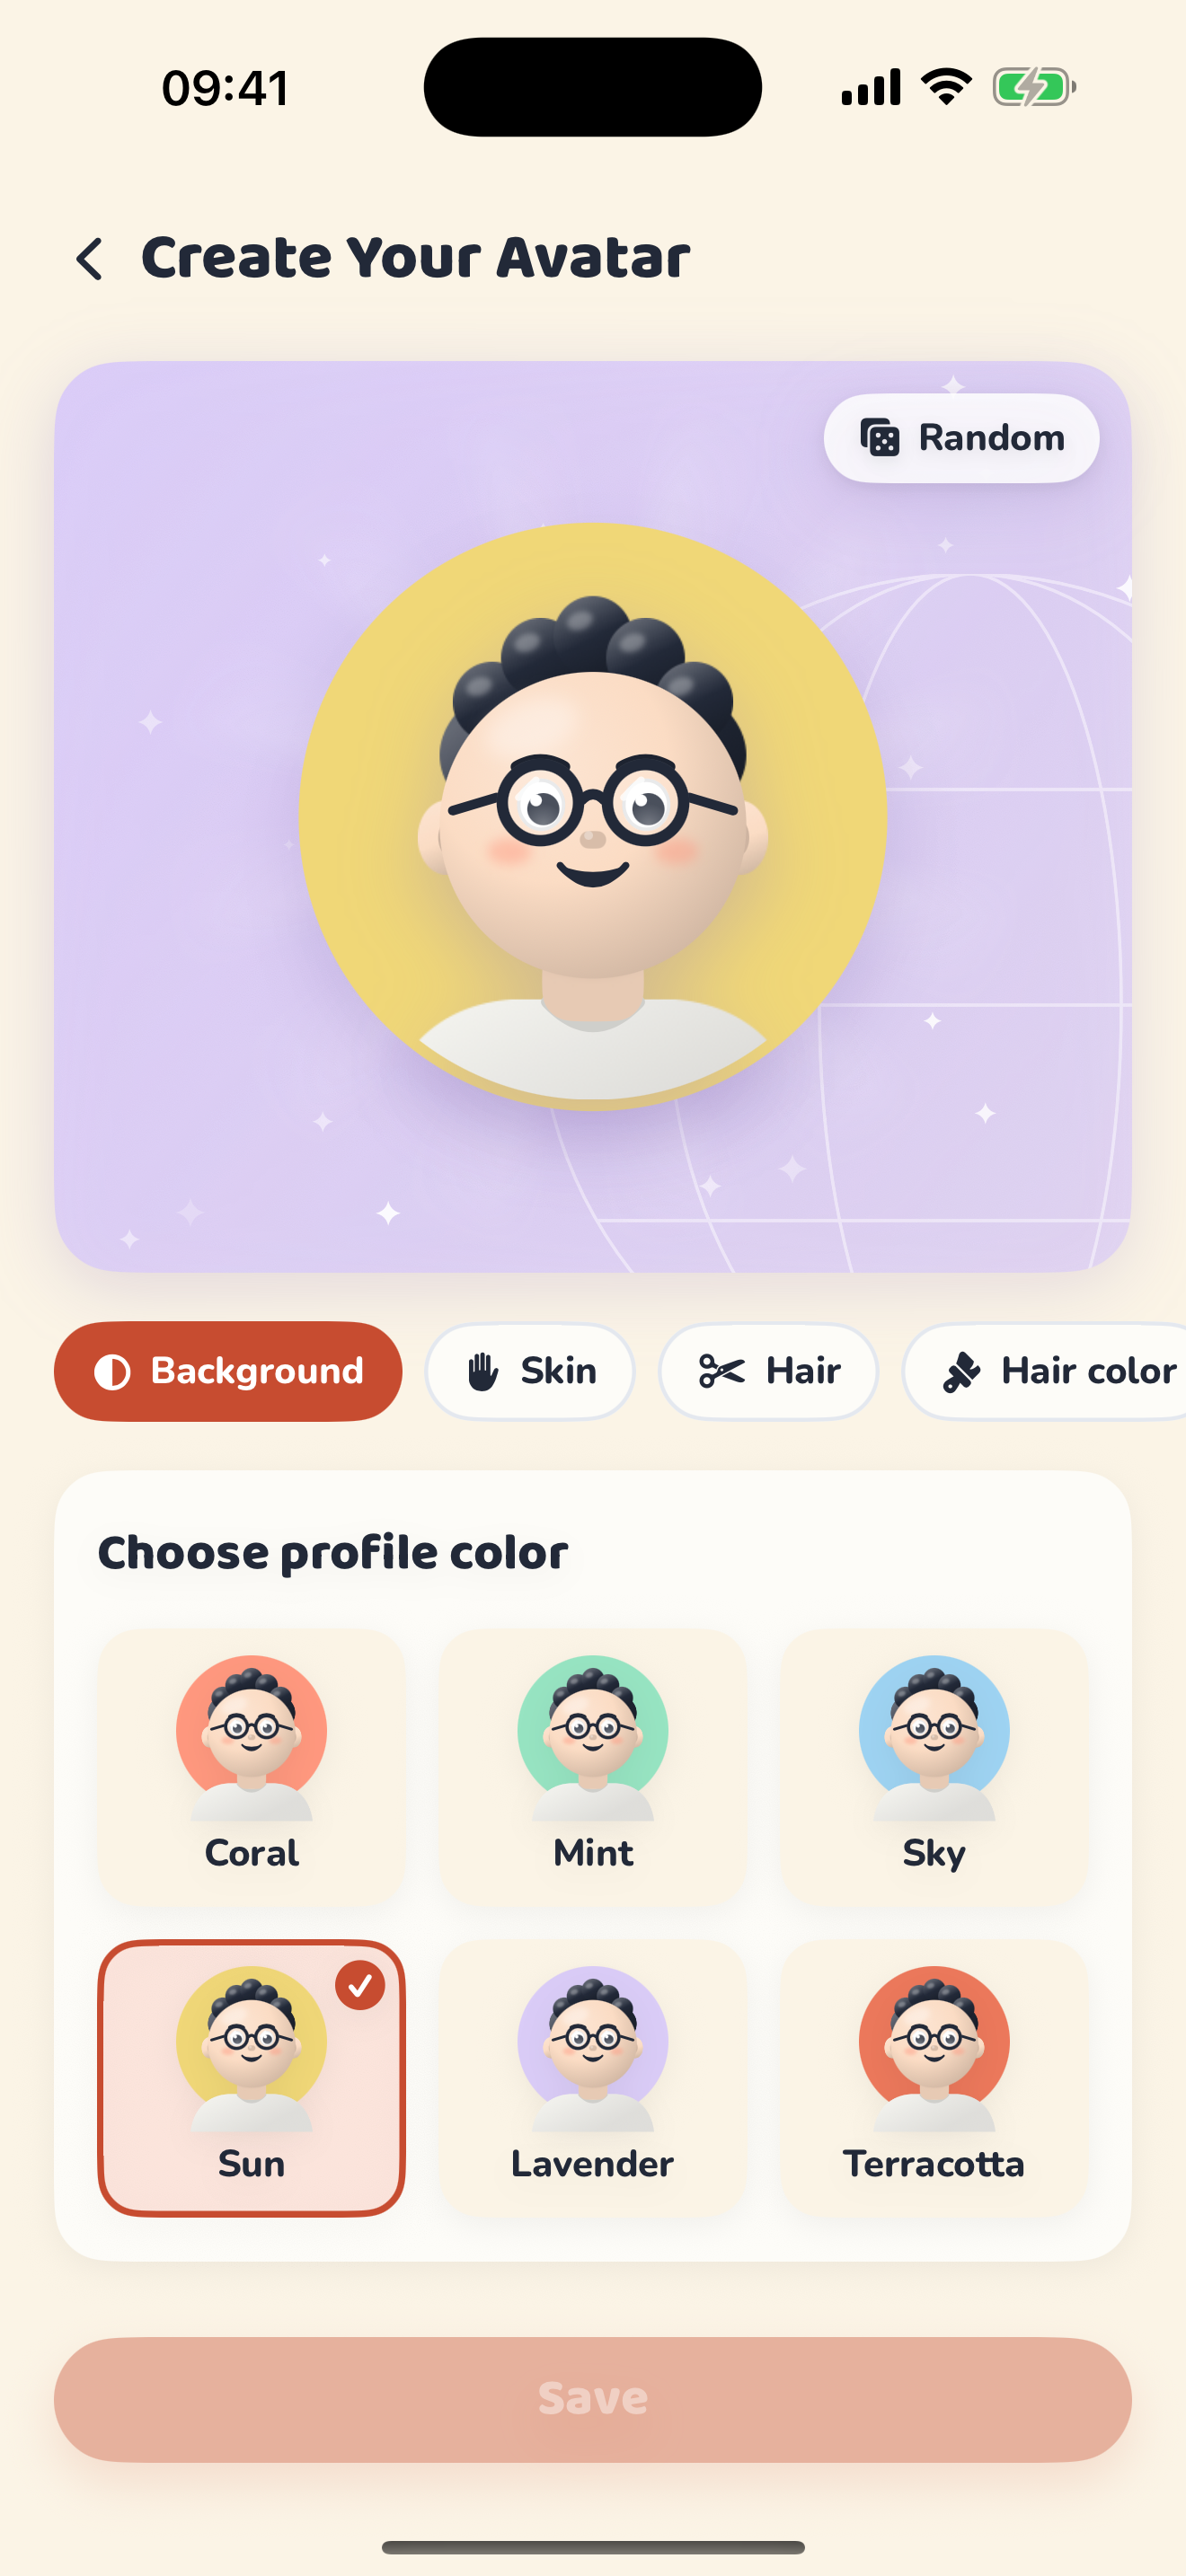 09:41
Create Your Avatar
Random
Background
Skin
Hair
Hair color
Choose profile color
Coral
Mint
Sky
Sun
Lavender
Terracotta
Save